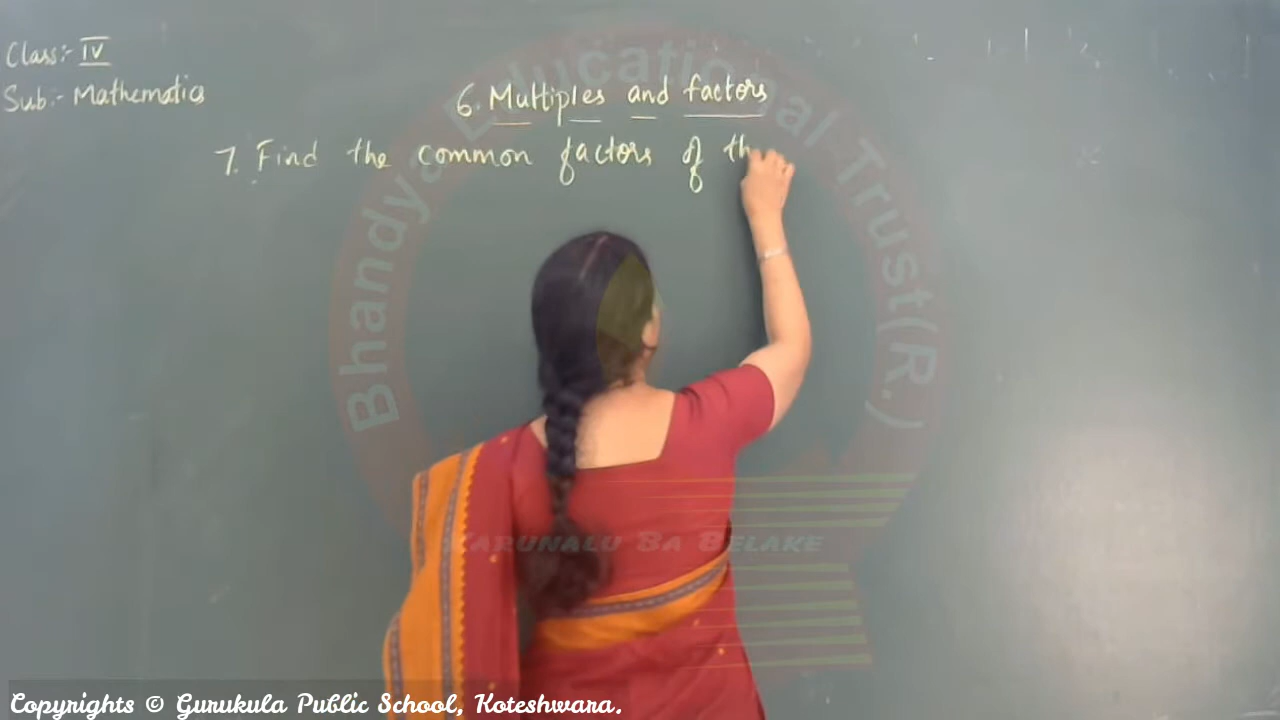 Class:- IV
Sub:- Mathematics
6. Multiples and factors
7. Find the common factors of th
Bhandya Educational Trust (R.)
KARUNALU BA BELAKE
Copyrights © Gurukula Public School, Koteshwara.